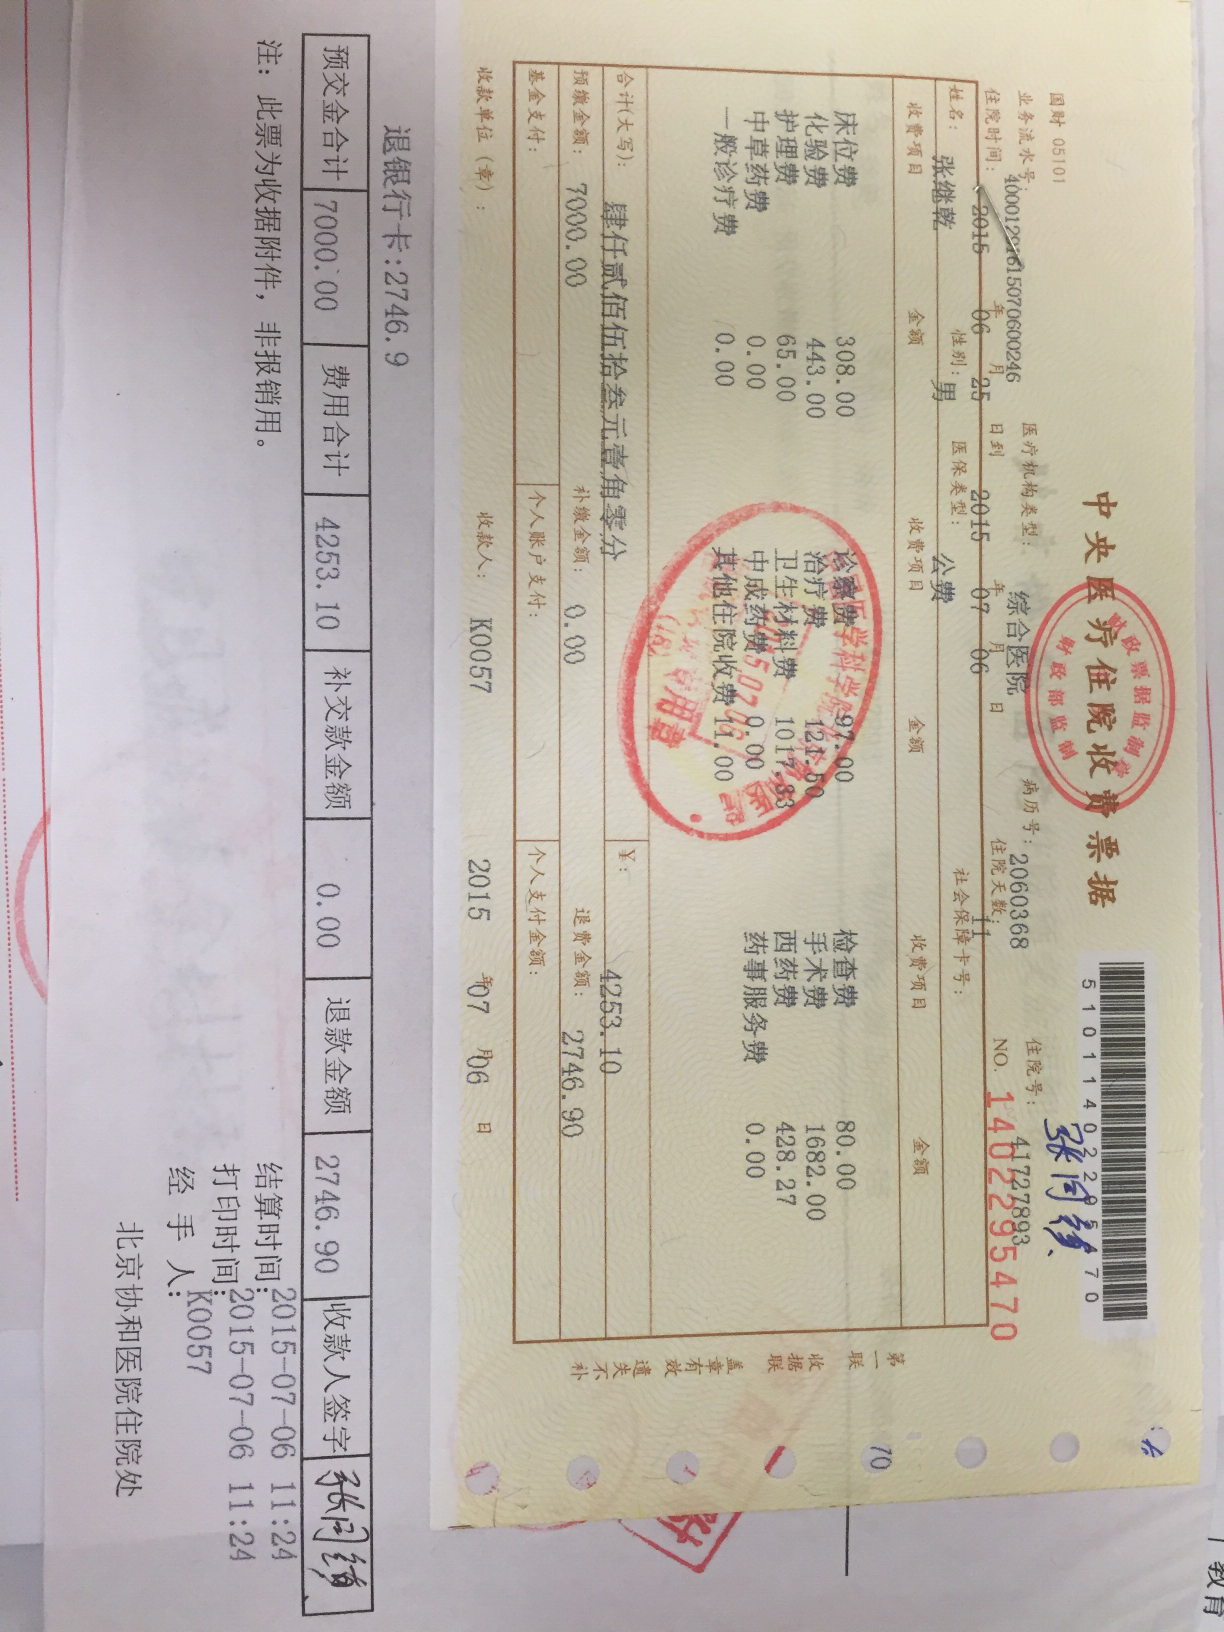 国财 05101
中央医疗住院收费票据
51011402295470
业务流水号: 4000129161507060­0246 医疗机构类型: 综合医院 病历号: 2060368 住院号: 41727893
张同绩
住院时间: 2015 年 06 月 25 日到 2015 年 07 月 06 日 住院天数: 11 NO. 1402295470
姓名: 张继乾 性别: 男 医保类型: 公费 社会保障卡号:
收费项目 金额 收费项目 金额 收费项目 金额
床位费 308.00 诊察费 97.00 检查费 80.00
化验费 443.00 治疗费 121.50 手术费 1682.00
护理费 65.00 卫生材料费 1017.33 西药费 428.27
中草药费 0.00 中成药费 0.00 药事服务费 0.00
一般诊疗费 0.00 其他住院收费 11.00
合计(大写): 肆仟贰佰伍拾叁元壹角零分 ¥: 4253.10
预缴金额: 7000.00 补缴金额: 0.00 退费金额: 2746.90
基金支付: 个人账户支付: 个人支付金额:
收款单位(章): 收款人: K0057 2015 年 07 月 06 日
第一联 收据联 盖章有效 遗失不补
70
财政部监制
退银行卡:2746.9
预交金合计 7000.00 费用合计 4253.10 补交款金额 0.00 退款金额 2746.90 收款人签字 张同绩
注: 此票为收据附件, 非报销用。
结算时间: 2015-07-06 11:24
打印时间: 2015-07-06 11:24
经手人: K0057
北京协和医院住院处
教育